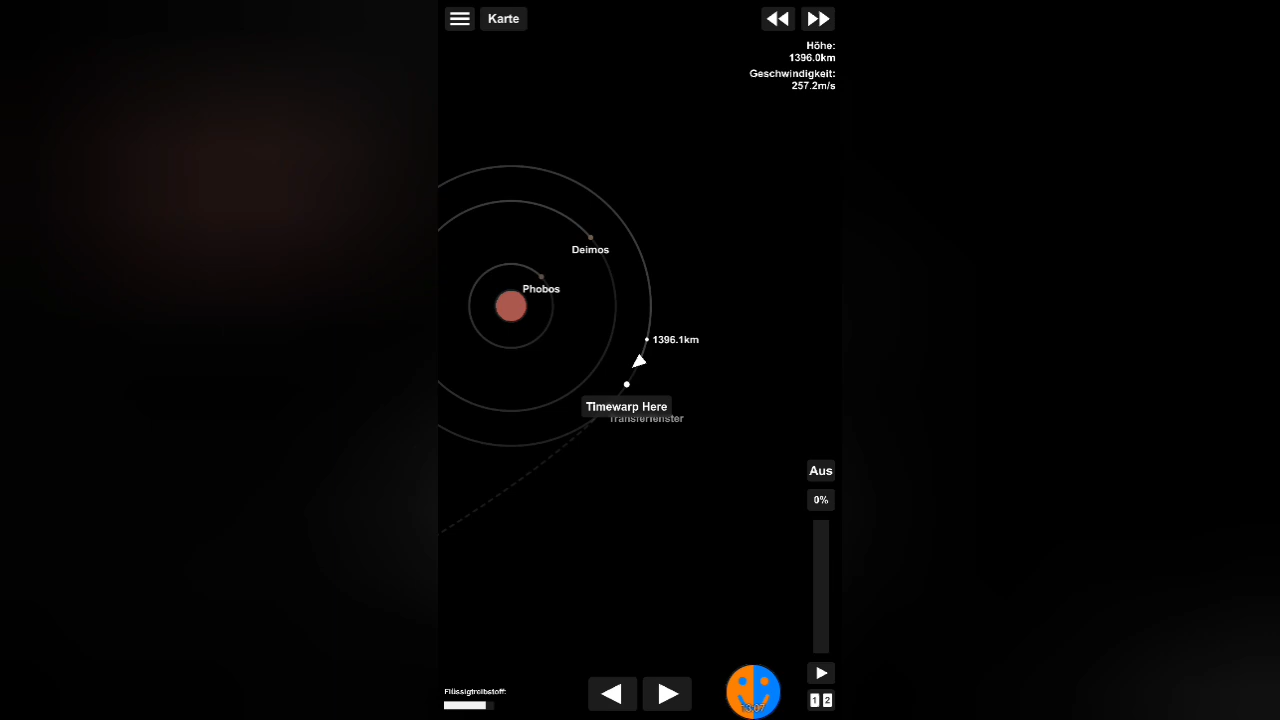 Karte
Höhe:
1396.0km
Geschwindigkeit:
257.2m/s
Deimos
Phobos
1396.1km
Timewarp Here
Transferfenster
Aus
0%
Flüssigtreibstoff:
1 2